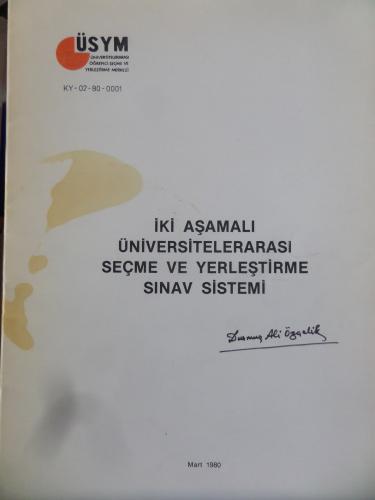 ÜSYM
ÜNİVERSİTELERARASI
ÖĞRENCİ SEÇME VE
YERLEŞTİRME MERKEZİ
KY-02-80-0001
İKİ AŞAMALI
ÜNİVERSİTELERARASI
SEÇME VE YERLEŞTİRME
SINAV SİSTEMİ
Durmuş Ali Özçelik
Mart 1980